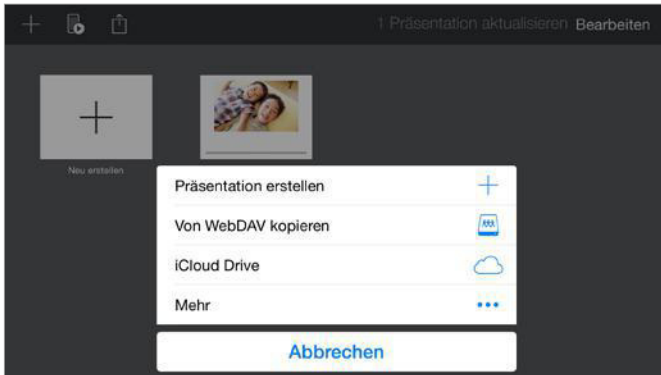 1 Präsentation aktualisieren Bearbeiten
Neu erstellen
Präsentation erstellen
Von WebDAV kopieren
iCloud Drive
Mehr
Abbrechen